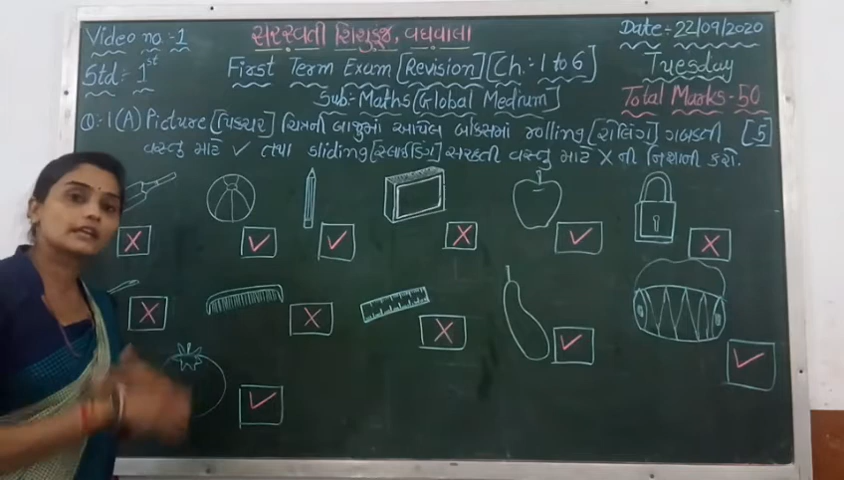 Video no :- 1
સરસ્વતી શિશુકુંજ, વઘવાલા
Date:- 22/09/2020
Std:- 1st
First Term Exam [Revision] [Ch.: 1 to 6]
Tuesday
Sub:- Maths [Global Medium]
Total Marks - 50
Q:-1 (A) Picture [પિક્ચર] ચિત્રની બાજુમાં આપેલ બોક્સમાં rolling [રોલિંગ] ગબડતી [5]
વસ્તુ માટે ✓ તથા sliding [સ્લાઈડિંગ] સરકતી વસ્તુ માટે X ની નિશાની કરો.